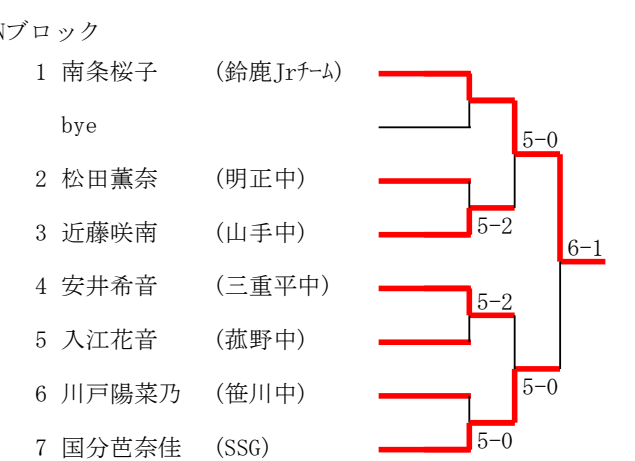 Nブロック
1 南条桜子 (鈴鹿Jrチーム)
bye
5-0
2 松田薫奈 (明正中)
3 近藤咲南 (山手中)
5-2
6-1
4 安井希音 (三重平中)
5-2
5 入江花音 (菰野中)
6 川戸陽菜乃 (笹川中)
5-0
7 国分芭奈佳 (SSG)
5-0